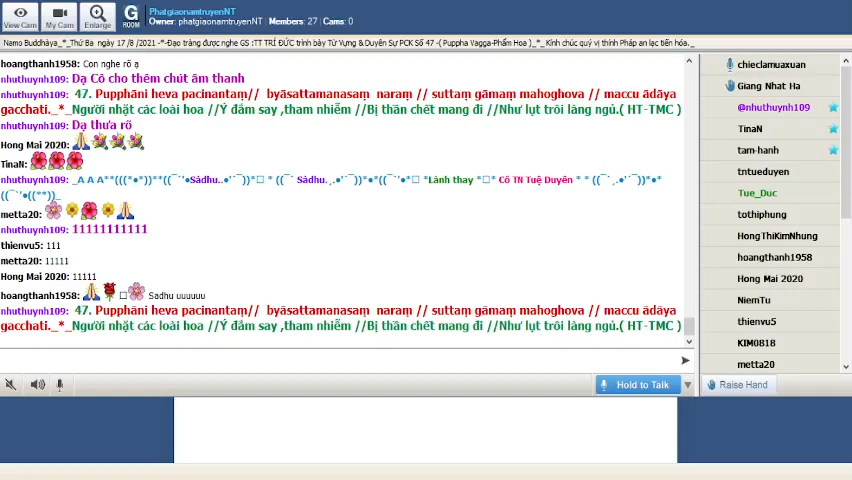 View Cam
My Cam
Enlarge
G
ROOM
PhatgiaonamtruyenNT
Owner: phatgiaonamtruyenNT | Members: 27 | Cams: 0
Namo Buddhàya_*_Thứ Ba ngày 17 /8 /2021 -*-Đạo tràng được nghe GS :TT TRÍ ĐỨC trình bày Từ Vựng & Duyên Sự PCK Số 47 -( Puppha Vagga-Phẩm Hoa )_*_ Kính chúc quý vị thính Pháp an lạc tiến hóa._
hoangthanh1958: Con nghe rõ ạ
nhuthuynh109: Dạ Cô cho thêm chút âm thanh
nhuthuynh109: 47. Pupphāni heva pacinantaṃ// byāsattamanasaṃ naraṃ // suttaṃ gāmaṃ mahoghova // maccu ādāya
gacchati._*_Người nhặt các loài hoa //Ý đắm say ,tham nhiễm //Bị thần chết mang đi //Như lụt trôi làng ngủ.( HT-TMC )
nhuthuynh109: Dạ thưa rõ
Hong Mai 2020:
TinaN:
nhuthuynh109: _A A A**(((*●*))**((¯`'•Sàdhu..●'´¯))*•□ * ((¯` Sàdhu.¸.●'´¯))*•*((¯`'•*□ *Lành thay *□* Cô TN Tuệ Duyên * * ((¯`¸.●'´¯))*•*
((¯`'•((**))_
metta20:
nhuthuynh109: 11111111111
thienvu5: 111
metta20: 11111
Hong Mai 2020: 11111
hoangthanh1958: □ Sadhu uuuuuu
nhuthuynh109: 47. Pupphāni heva pacinantaṃ// byāsattamanasaṃ naraṃ // suttaṃ gāmaṃ mahoghova // maccu ādāya
gacchati._*_Người nhặt các loài hoa //Ý đắm say ,tham nhiễm //Bị thần chết mang đi //Như lụt trôi làng ngủ.( HT-TMC )
Hold to Talk
chieclamuaxuan
Giang Nhat Ha
@nhuthuynh109
TinaN
tam-hanh
tntueduyen
Tue_Duc
tothiphung
HongThiKimNhung
hoangthanh1958
Hong Mai 2020
NiemTu
thienvu5
KIM0818
metta20
Raise Hand